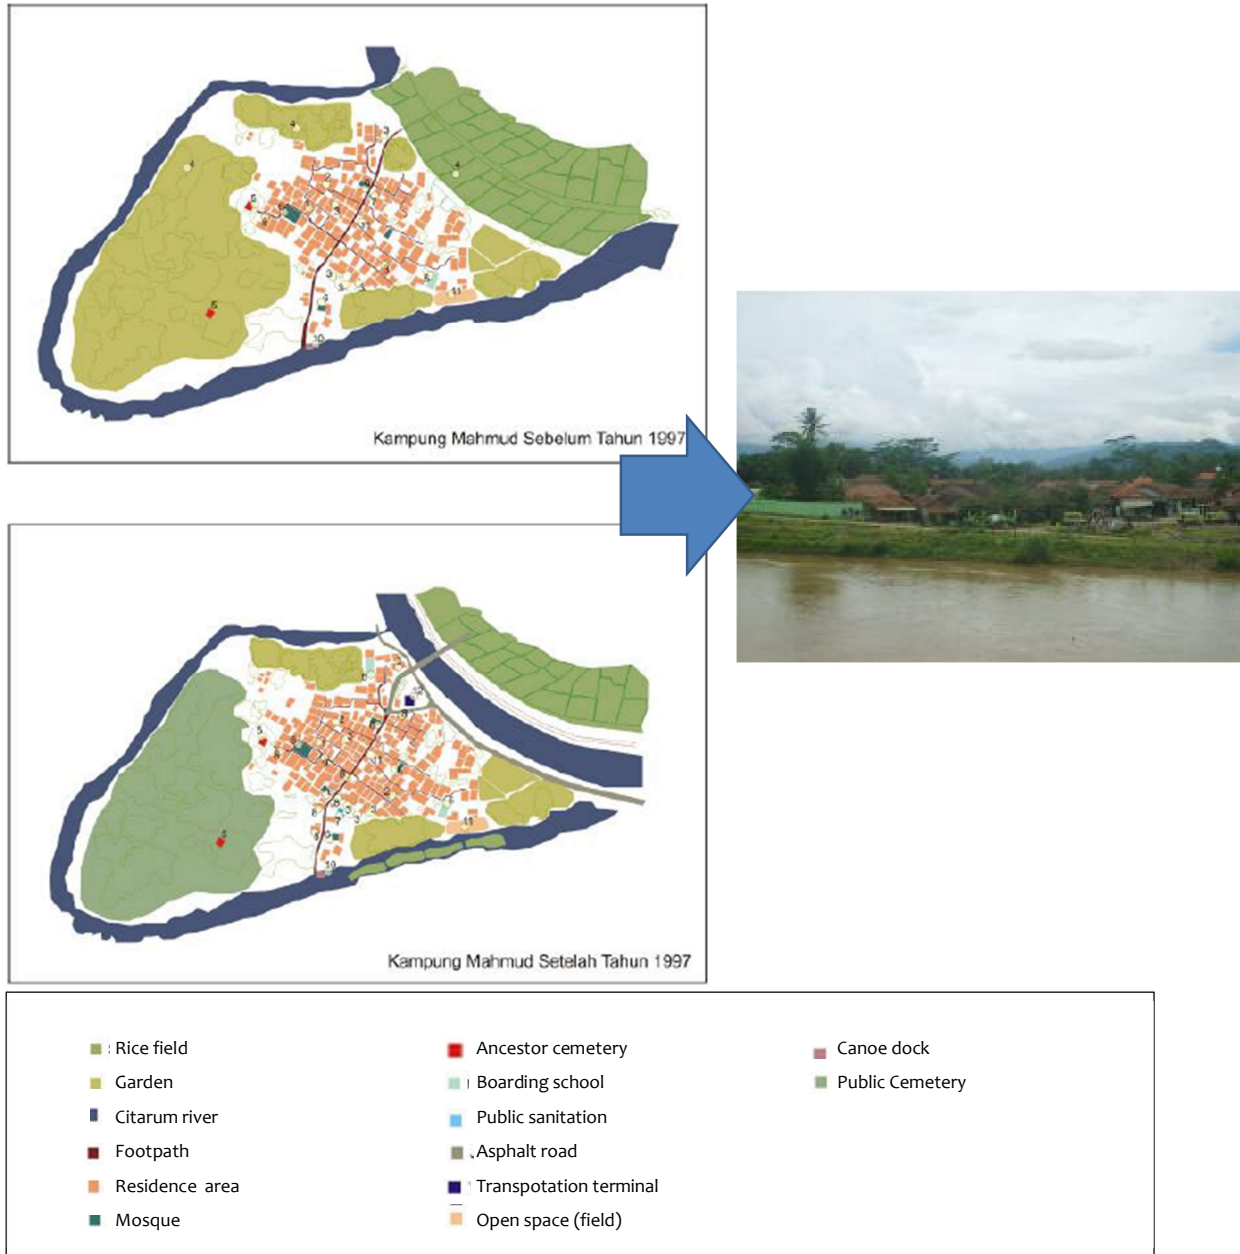 Kampung Mahmud Sebelum Tahun 1997
Kampung Mahmud Setelah Tahun 1997
Rice field
Garden
Citarum river
Footpath
Residence area
Mosque
Ancestor cemetery
Boarding school
Public sanitation
Asphalt road
Transpotation terminal
Open space (field)
Canoe dock
Public Cemetery